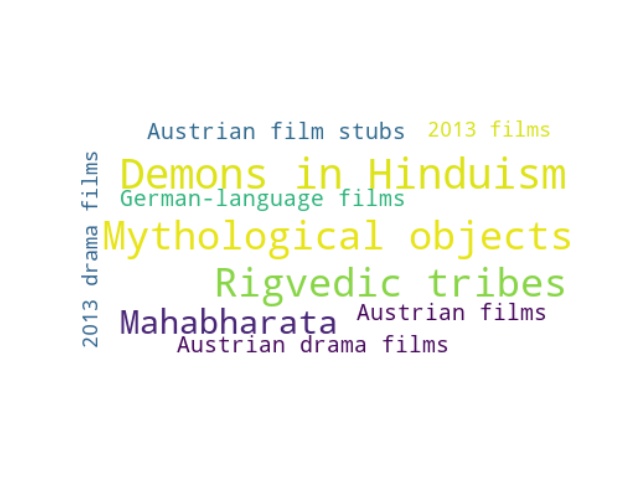 Austrian film stubs
2013 films
Demons in Hinduism
German-language films
2013 drama films
Mythological objects
Rigvedic tribes
Mahabharata
Austrian films
Austrian drama films